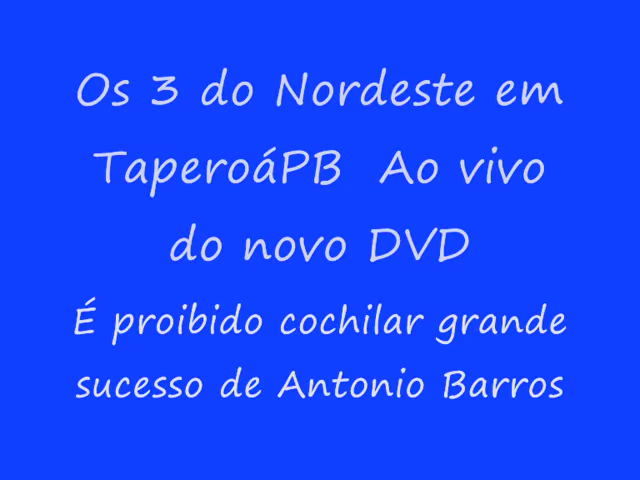 Os 3 do Nordeste em
TaperoáPB  Ao vivo
do novo DVD
É proibido cochilar grande
sucesso de Antonio Barros